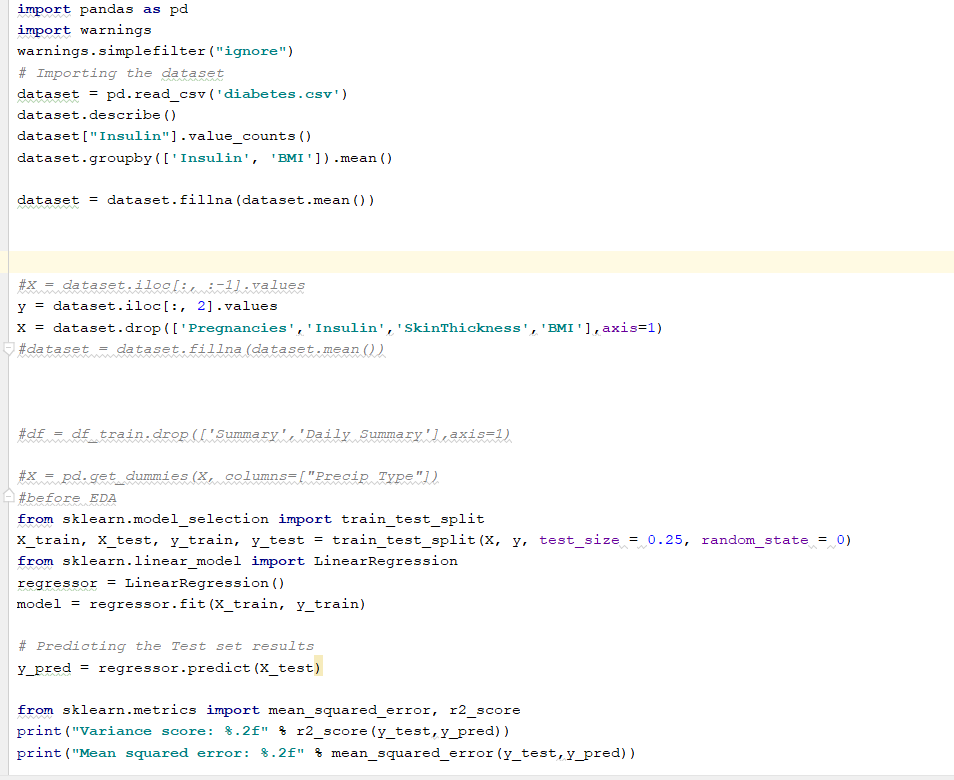 import pandas as pd
import warnings
warnings.simplefilter("ignore")
# Importing the dataset
dataset = pd.read_csv('diabetes.csv')
dataset.describe()
dataset["Insulin"].value_counts()
dataset.groupby(['Insulin', 'BMI']).mean()
dataset = dataset.fillna(dataset.mean())
#X = dataset.iloc[:, :-1].values
y = dataset.iloc[:, 2].values
X = dataset.drop(['Pregnancies','Insulin','SkinThickness','BMI'],axis=1)
#dataset = dataset.fillna(dataset.mean())
#df = df_train.drop(['Summary','Daily Summary'],axis=1)
#X = pd.get_dummies(X, columns=["Precip Type"])
#before EDA
from sklearn.model_selection import train_test_split
X_train, X_test, y_train, y_test = train_test_split(X, y, test_size = 0.25, random_state = 0)
from sklearn.linear_model import LinearRegression
regressor = LinearRegression()
model = regressor.fit(X_train, y_train)
# Predicting the Test set results
y_pred = regressor.predict(X_test)
from sklearn.metrics import mean_squared_error, r2_score
print("Variance score: %.2f" % r2_score(y_test,y_pred))
print("Mean squared error: %.2f" % mean_squared_error(y_test,y_pred))